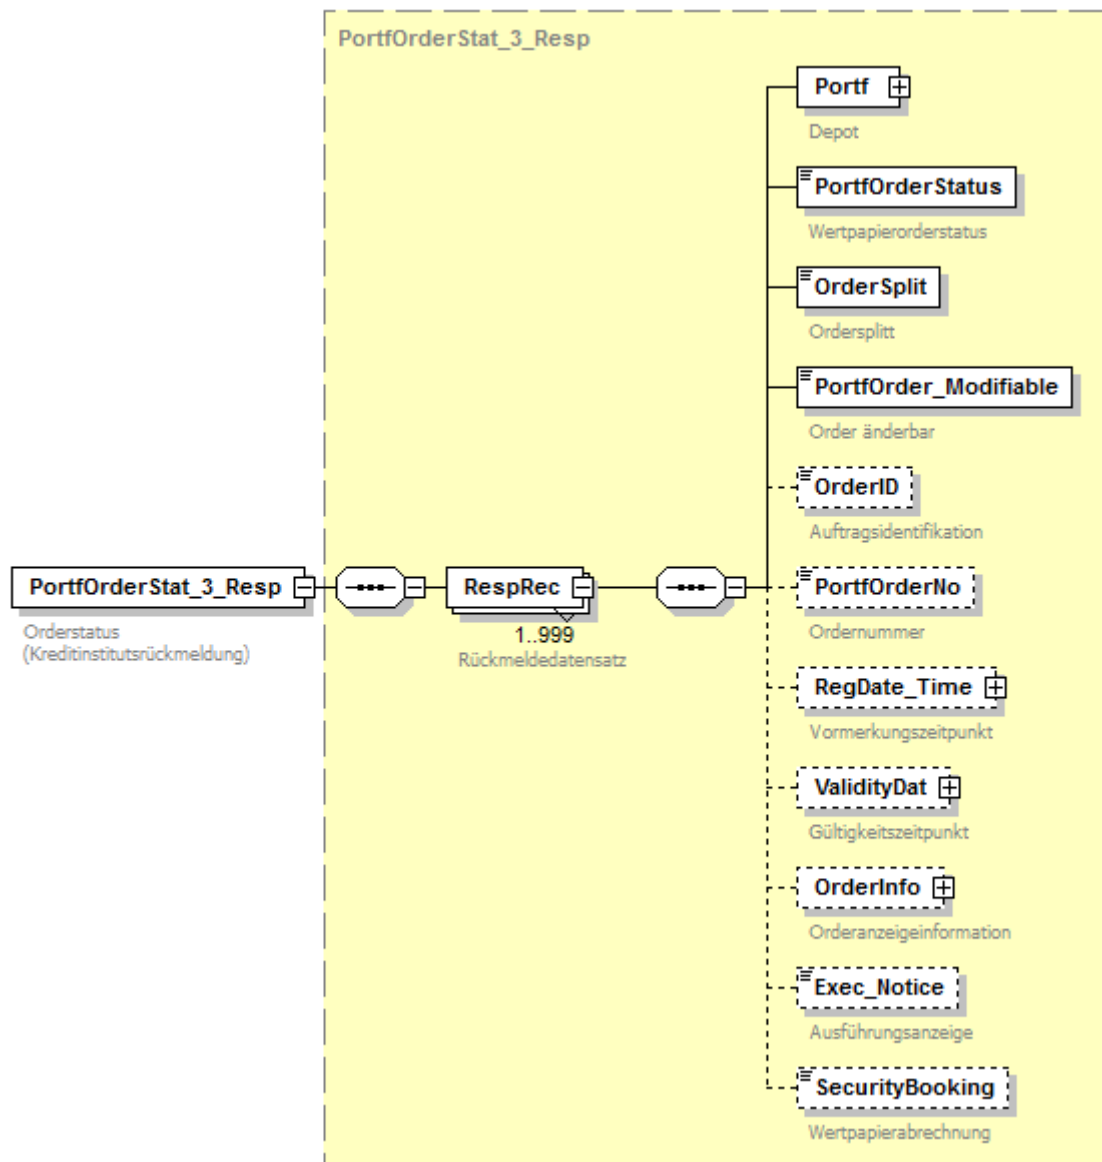 PortfOrderStat_3_Resp
Portf
Depot
PortfOrderStatus
Wertpapierorderstatus
OrderSplit
Ordersplitt
PortfOrder_Modifiable
Order änderbar
OrderID
Auftragsidentifikation
PortfOrderStat_3_Resp
Orderstatus
(Kreditinstitutsrückmeldung)
RespRec
1..999
Rückmeldedatensatz
PortfOrderNo
Ordernummer
RegDate_Time
Vormerkungszeitpunkt
ValidityDat
Gültigkeitszeitpunkt
OrderInfo
Orderanzeigeinformation
Exec_Notice
Ausführungsanzeige
SecurityBooking
Wertpapierabrechnung